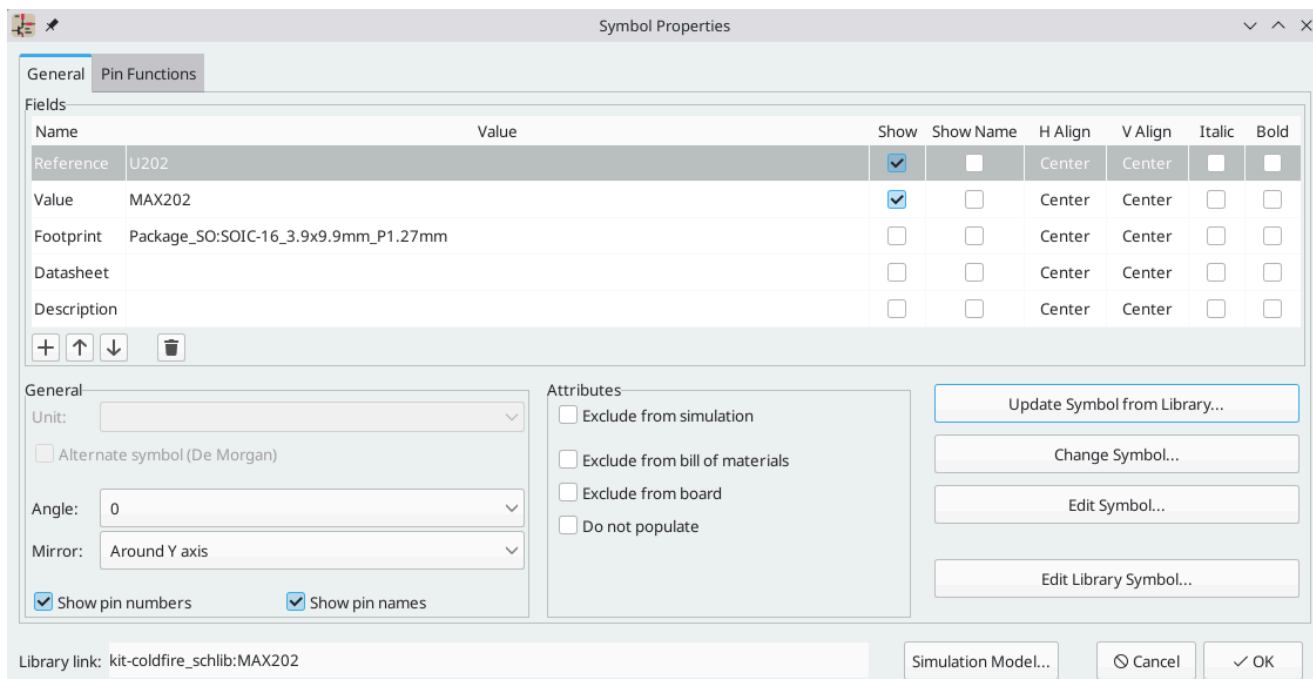 Symbol Properties
General Pin Functions
Fields
Name Value Show Show Name H Align V Align Italic Bold
Reference U202 Center Center
Value MAX202 Center Center
Footprint Package_SO:SOIC-16_3.9x9.9mm_P1.27mm Center Center
Datasheet Center Center
Description Center Center
General
Unit:
Alternate symbol (De Morgan)
Angle: 0
Mirror: Around Y axis
Show pin numbers Show pin names
Attributes
Exclude from simulation
Exclude from bill of materials
Exclude from board
Do not populate
Update Symbol from Library...
Change Symbol...
Edit Symbol...
Edit Library Symbol...
Library link: kit-coldfire_schlib:MAX202 Simulation Model... Cancel OK